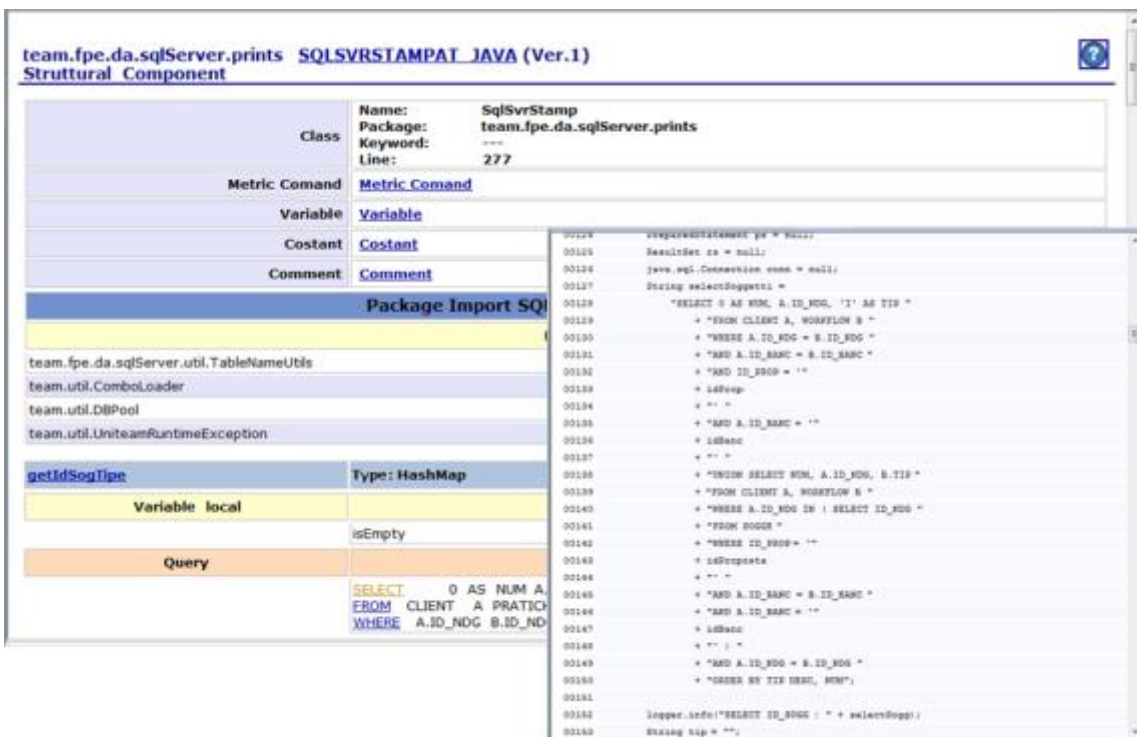 team.fpe.da.sqlServer.prints SQLSVRSTAMPAT JAVA (Ver.1)
Struttural Component
Class
Name: SqlSvrStamp
Package: team.fpe.da.sqlServer.prints
Keyword: ---
Line: 277
Metric Comand Metric Comand
Variable Variable
Costant Costant
Comment Comment
Package Import SQ
team.fpe.da.sqlServer.util.TableNameUtils
team.util.ComboLoader
team.util.DBPool
team.util.UniteamRuntimeException
getIdSogTipe Type: HashMap
Variable local
isEmpty
Query
SELECT 0 AS NUM A.
FROM CLIENT A PRATICH
WHERE A.ID_NDG B.ID_ND
00124 PreparedStatement ps = null;
00125 ResultSet rs = null;
00126 java.sql.Connection conn = null;
00127 String selectSoggetti =
00128 "SELECT 0 AS NUM, A.ID_NDG, 'I' AS TIP "
00129 + "FROM CLIENT A, WORKFLOW B "
00130 + "WHERE A.ID_NDG = B.ID_NDG "
00131 + "AND A.ID_BANC = B.ID_BANC "
00132 + "AND ID_PROP = '"
00133 + idProp
00134 + "' "
00135 + "AND A.ID_BANC = '"
00136 + idBanc
00137 + "' "
00138 + "UNION SELECT NUM, A.ID_NDG, B.TIP "
00139 + "FROM CLIENT A, WORKFLOW B "
00140 + "WHERE A.ID_NDG IN ( SELECT ID_NDG "
00141 + "FROM SOGGE "
00142 + "WHERE ID_PROP= '"
00143 + idProposta
00144 + "' "
00145 + "AND A.ID_BANC = B.ID_BANC "
00146 + "AND A.ID_BANC = '"
00147 + idBanc
00148 + "' ) "
00149 + "AND A.ID_NDG = B.ID_NDG "
00150 + "ORDER BY TIP DESC, NUM";
00151
00152 logger.info("SELECT ID_SOGG : " + selectSogg);
00153 String tip = "";